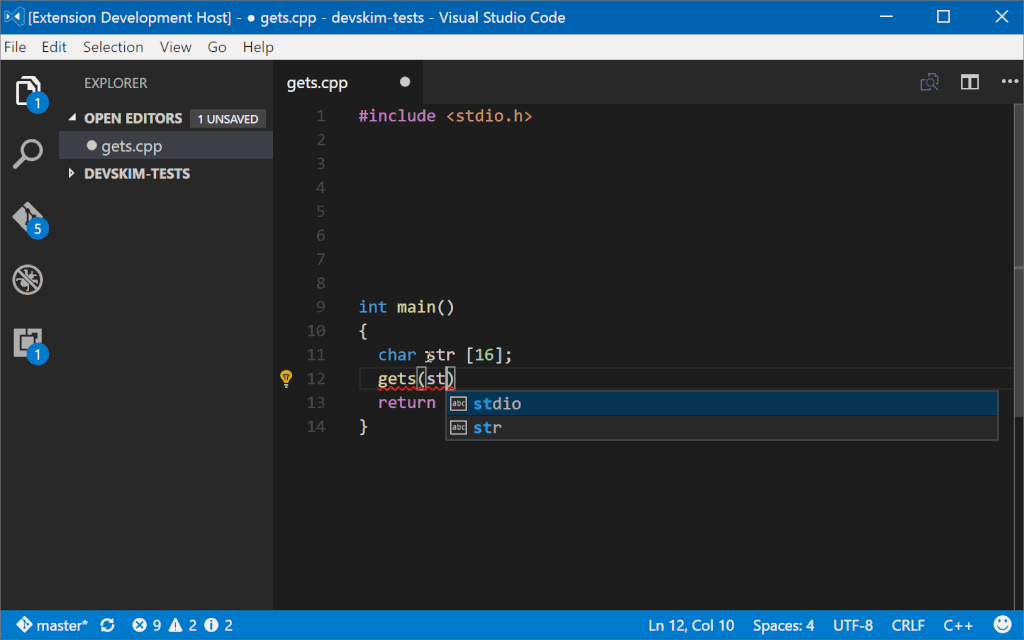 [Extension Development Host] - ● gets.cpp - devskim-tests - Visual Studio Code
File Edit Selection View Go Help
EXPLORER
OPEN EDITORS 1 UNSAVED
gets.cpp
DEVSKIM-TESTS
1
5
1
gets.cpp
1 #include <stdio.h>
2
3
4
5
6
7
8
9 int main()
10 {
11 char str [16];
12 gets(st)
13 return
14 }
abc stdio
abc str
master* 9 2 2 Ln 12, Col 10 Spaces: 4 UTF-8 CRLF C++